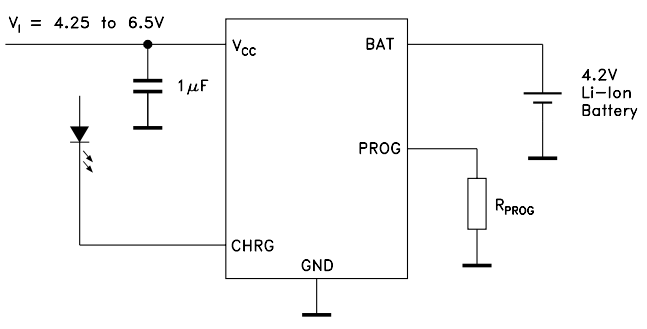 V_I = 4.25 to 6.5V
V_CC
BAT
1μF
4.2V
Li-Ion
Battery
PROG
R_PROG
CHRG
GND